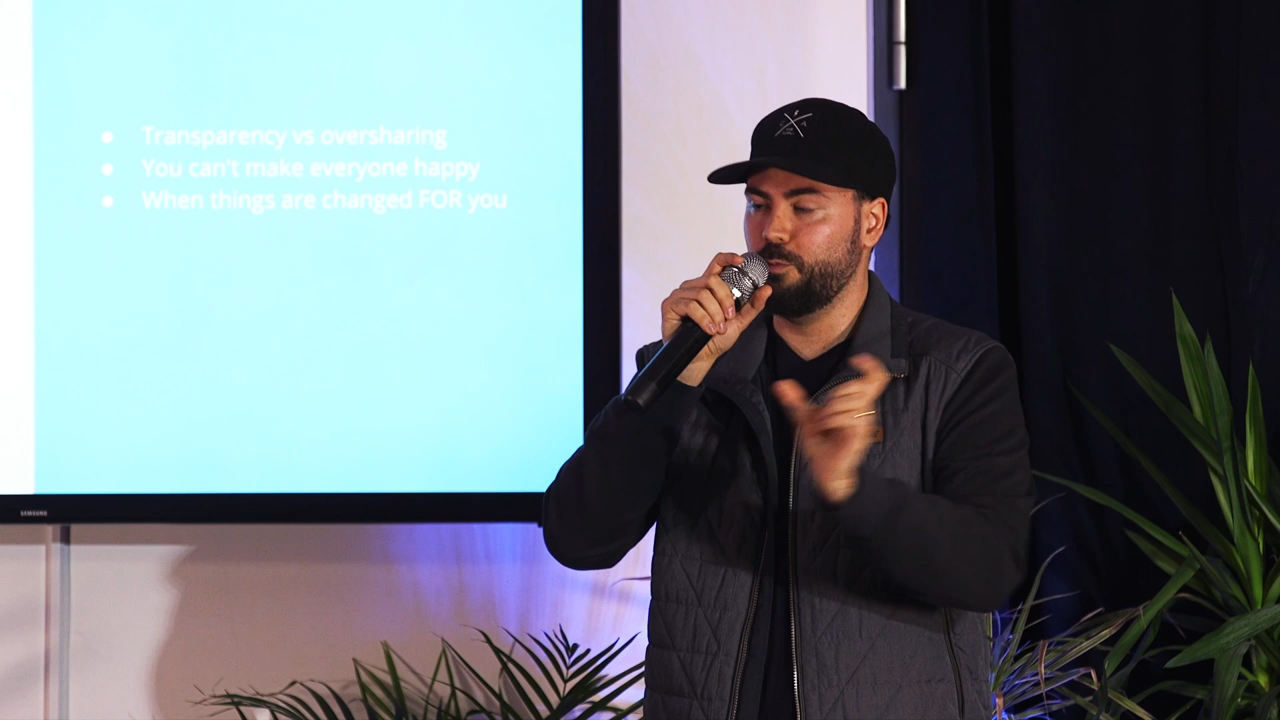 ● Transparency vs oversharing
● You can't make everyone happy
● When things are changed FOR you
C A
SAMSUNG